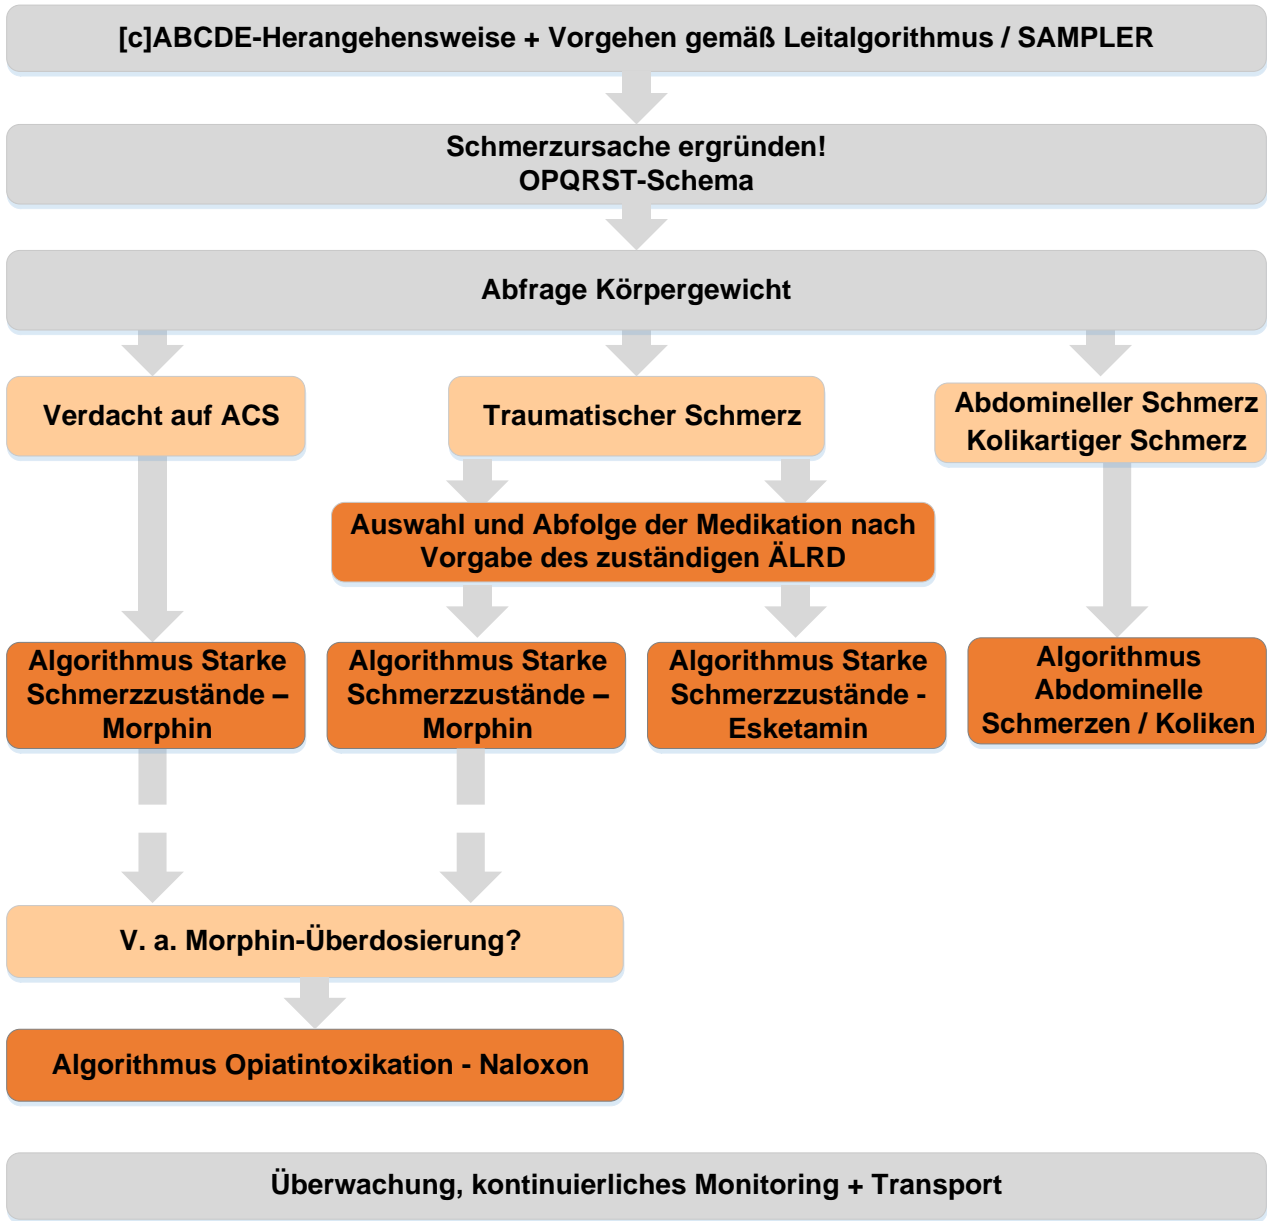 [c]ABCDE-Herangehensweise + Vorgehen gemäß Leitalgorithmus / SAMPLER
Schmerzursache ergründen!
OPQRST-Schema
Abfrage Körpergewicht
Verdacht auf ACS
Traumatischer Schmerz
Abdomineller Schmerz
Kolikartiger Schmerz
Auswahl und Abfolge der Medikation nach
Vorgabe des zuständigen ÄLRD
Algorithmus Starke
Schmerzzustände –
Morphin
Algorithmus Starke
Schmerzzustände –
Morphin
Algorithmus Starke
Schmerzzustände -
Esketamin
Algorithmus
Abdominelle
Schmerzen / Koliken
V. a. Morphin-Überdosierung?
Algorithmus Opiatintoxikation - Naloxon
Überwachung, kontinuierliches Monitoring + Transport